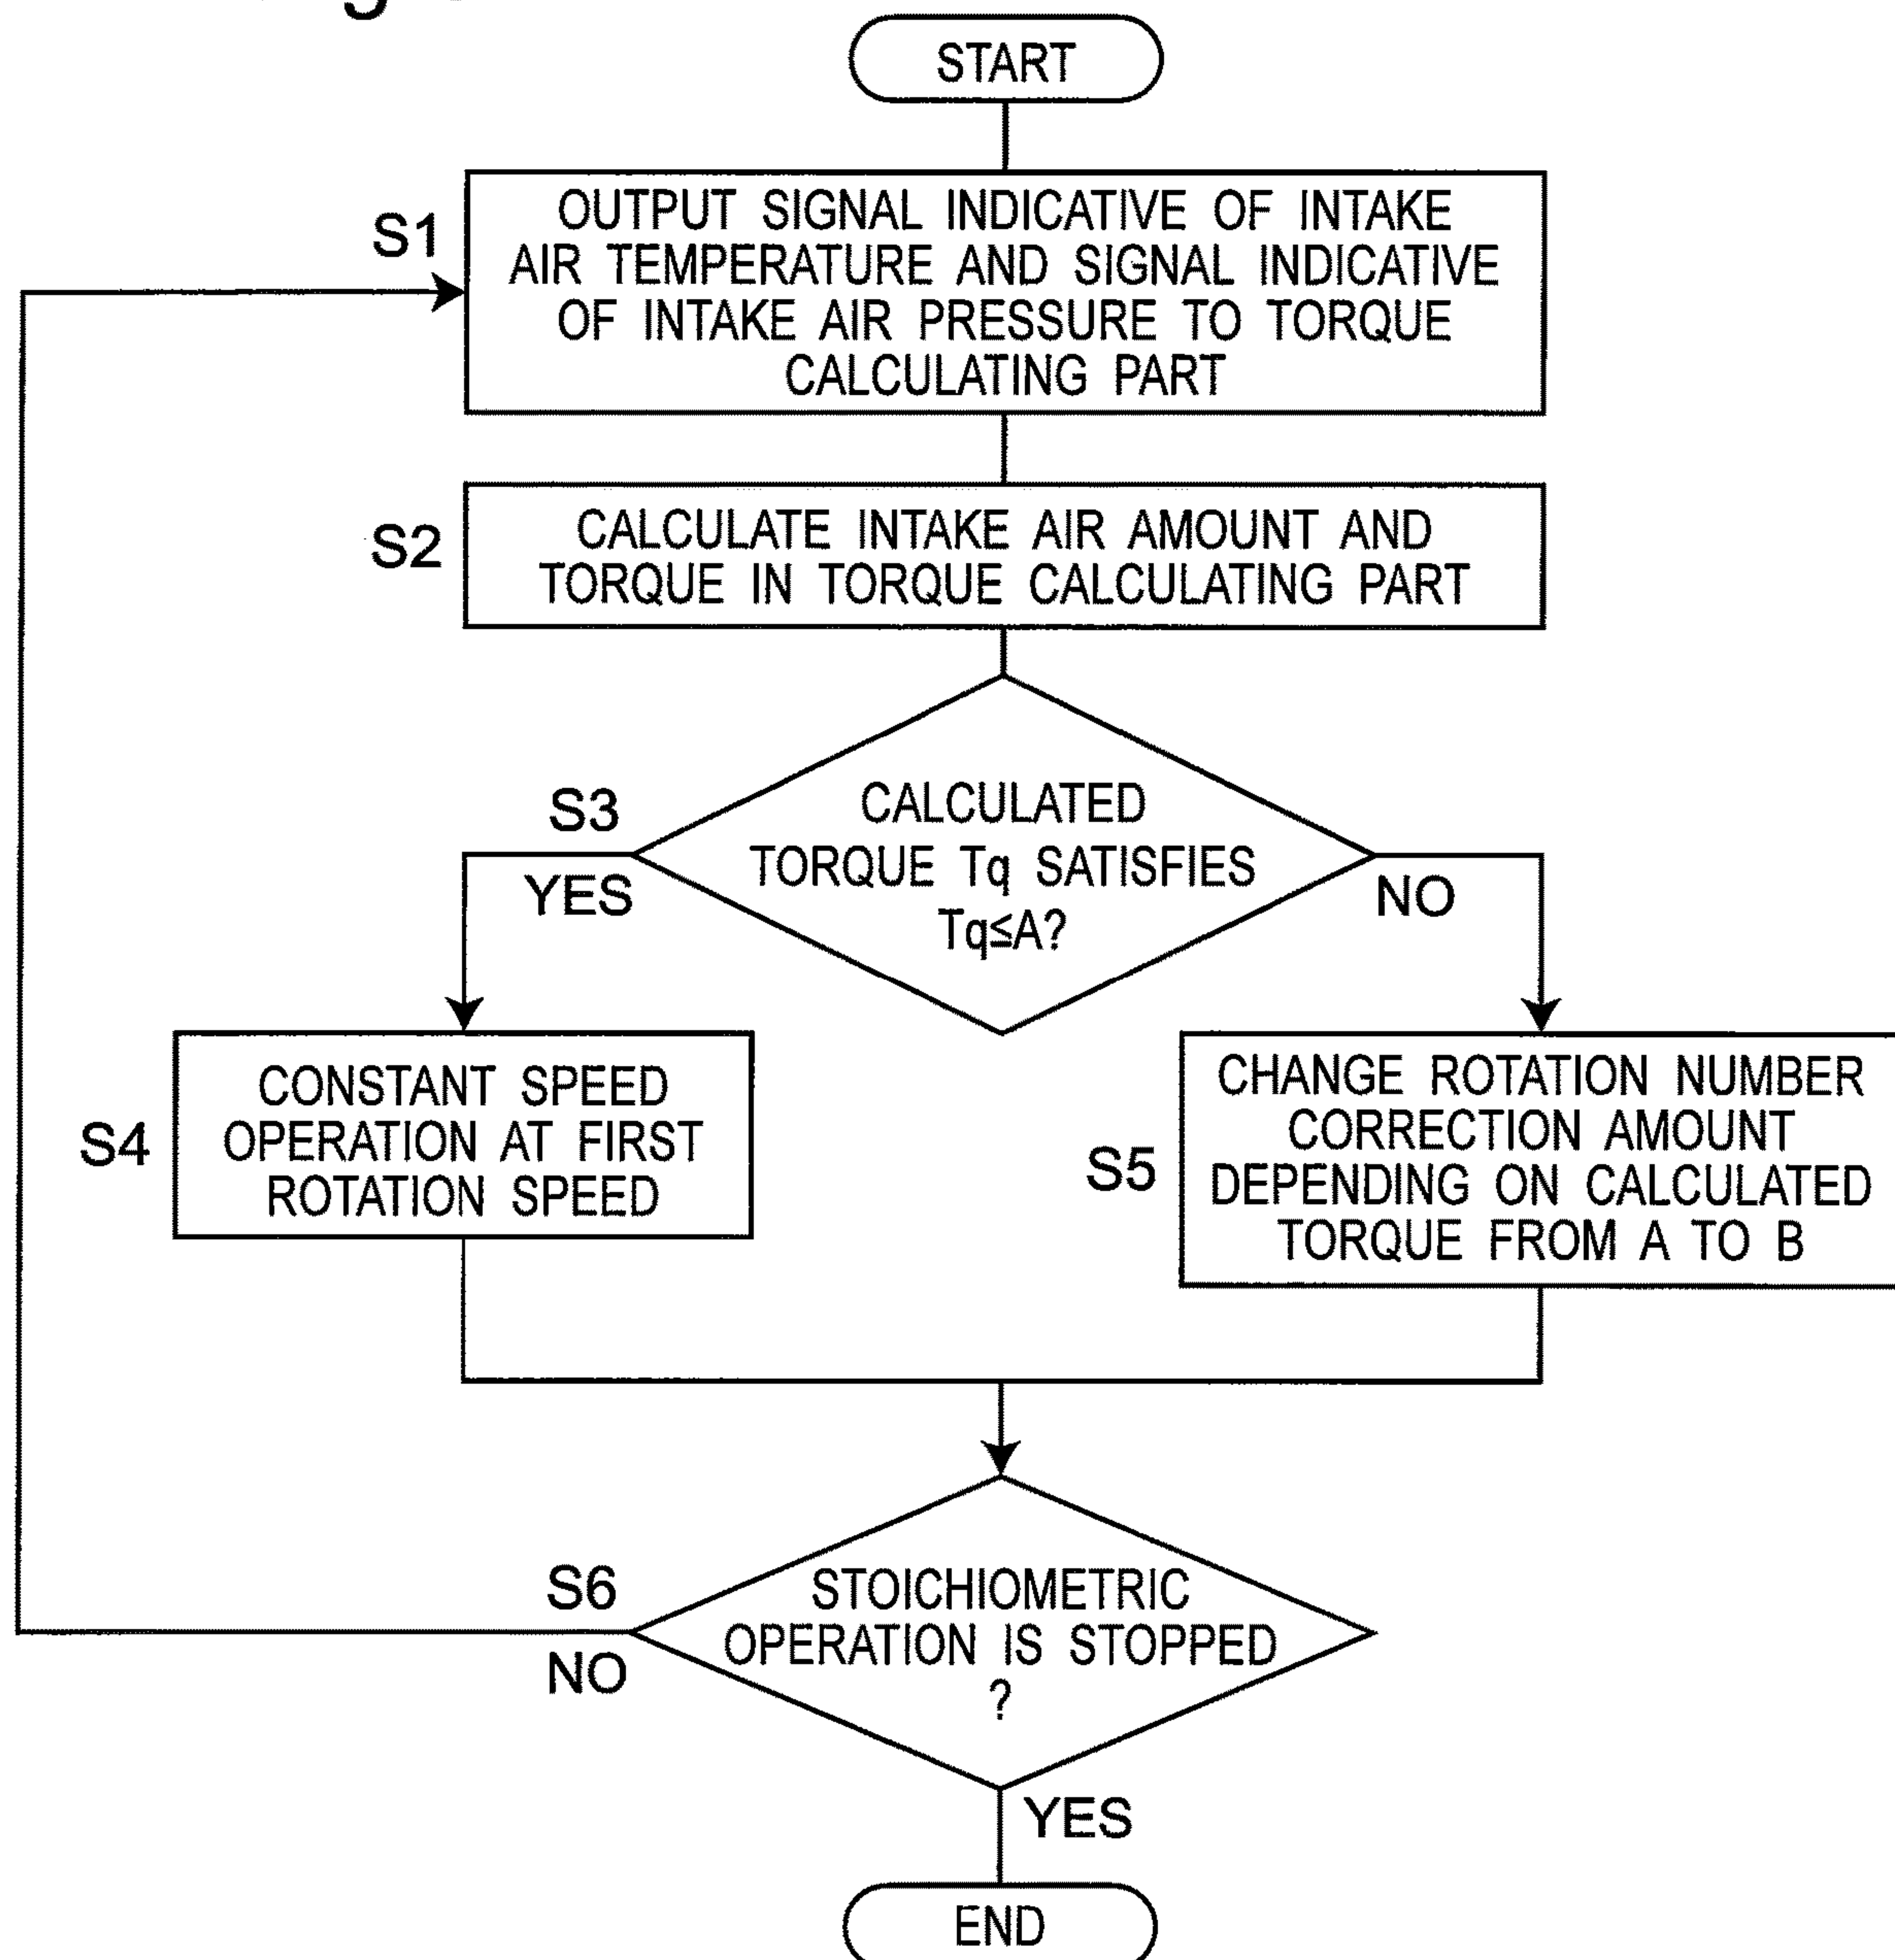 START
S1
OUTPUT SIGNAL INDICATIVE OF INTAKE
AIR TEMPERATURE AND SIGNAL INDICATIVE
OF INTAKE AIR PRESSURE TO TORQUE
CALCULATING PART
S2
CALCULATE INTAKE AIR AMOUNT AND
TORQUE IN TORQUE CALCULATING PART
S3
CALCULATED
TORQUE Tq SATISFIES
Tq≤A?
YES
NO
S4
CONSTANT SPEED
OPERATION AT FIRST
ROTATION SPEED
S5
CHANGE ROTATION NUMBER
CORRECTION AMOUNT
DEPENDING ON CALCULATED
TORQUE FROM A TO B
S6
STOICHIOMETRIC
OPERATION IS STOPPED
?
NO
YES
END